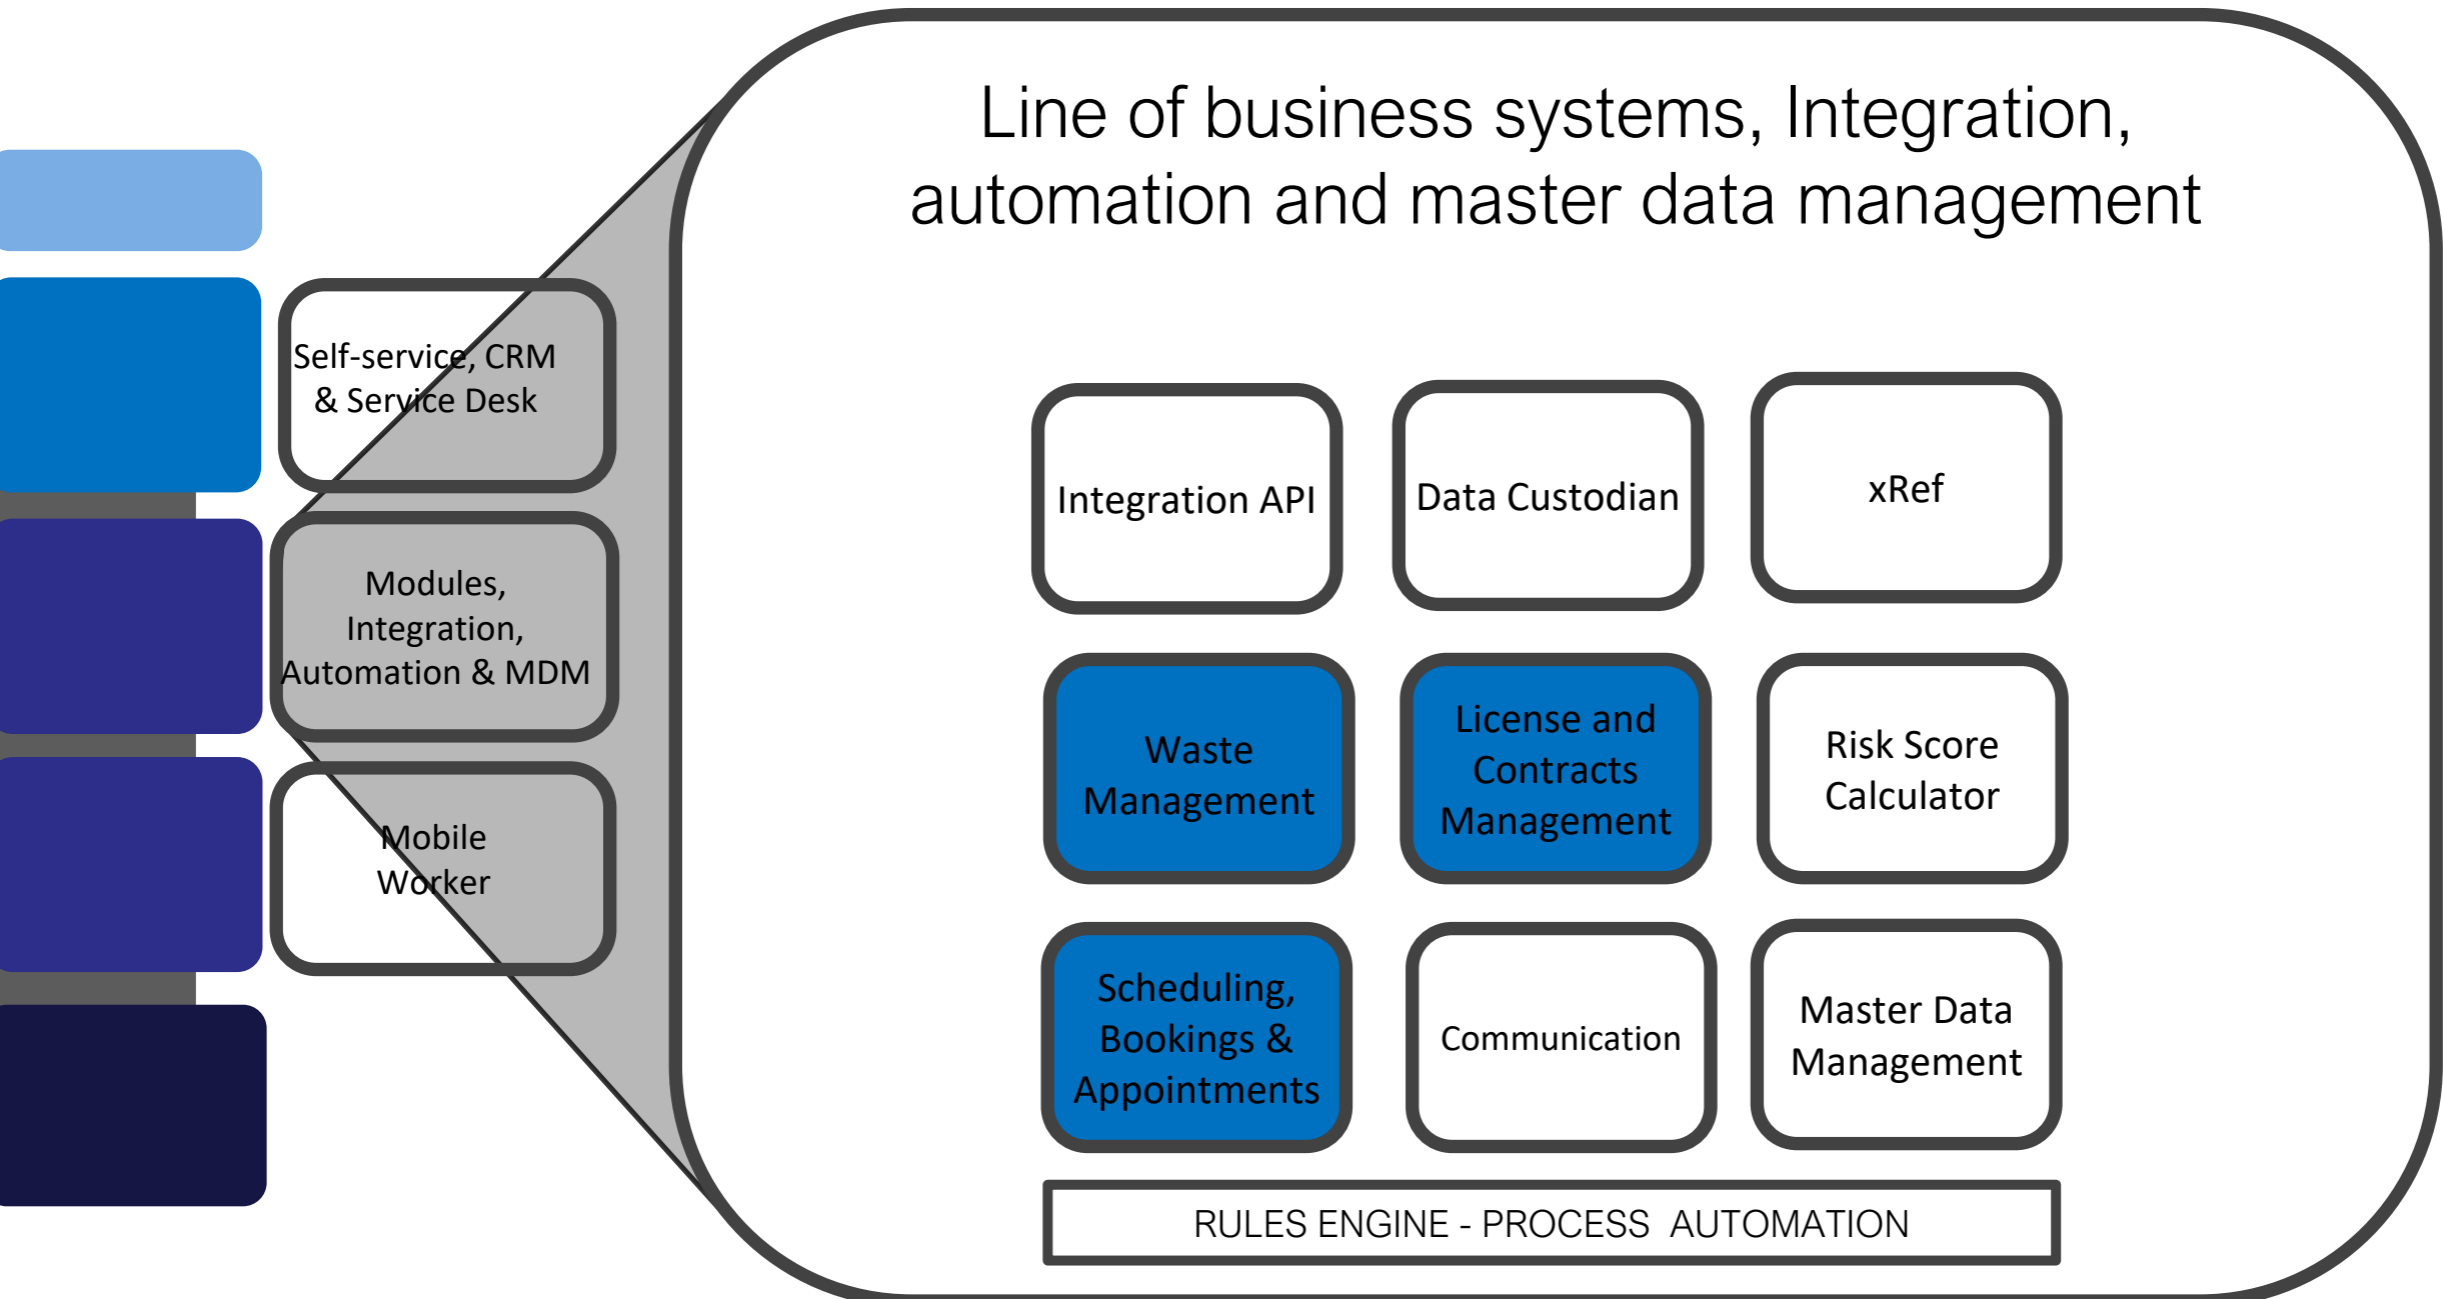 Line of business systems, Integration,
automation and master data management
Self-service, CRM
& Service Desk
Modules,
Integration,
Automation & MDM
Mobile
Worker
Integration API
Data Custodian
xRef
Waste
Management
License and
Contracts
Management
Risk Score
Calculator
Scheduling,
Bookings &
Appointments
Communication
Master Data
Management
RULES ENGINE - PROCESS AUTOMATION